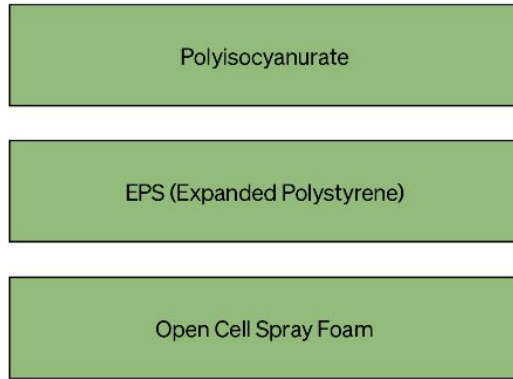 Polyisocyanurate
EPS (Expanded Polystyrene)
Open Cell Spray Foam